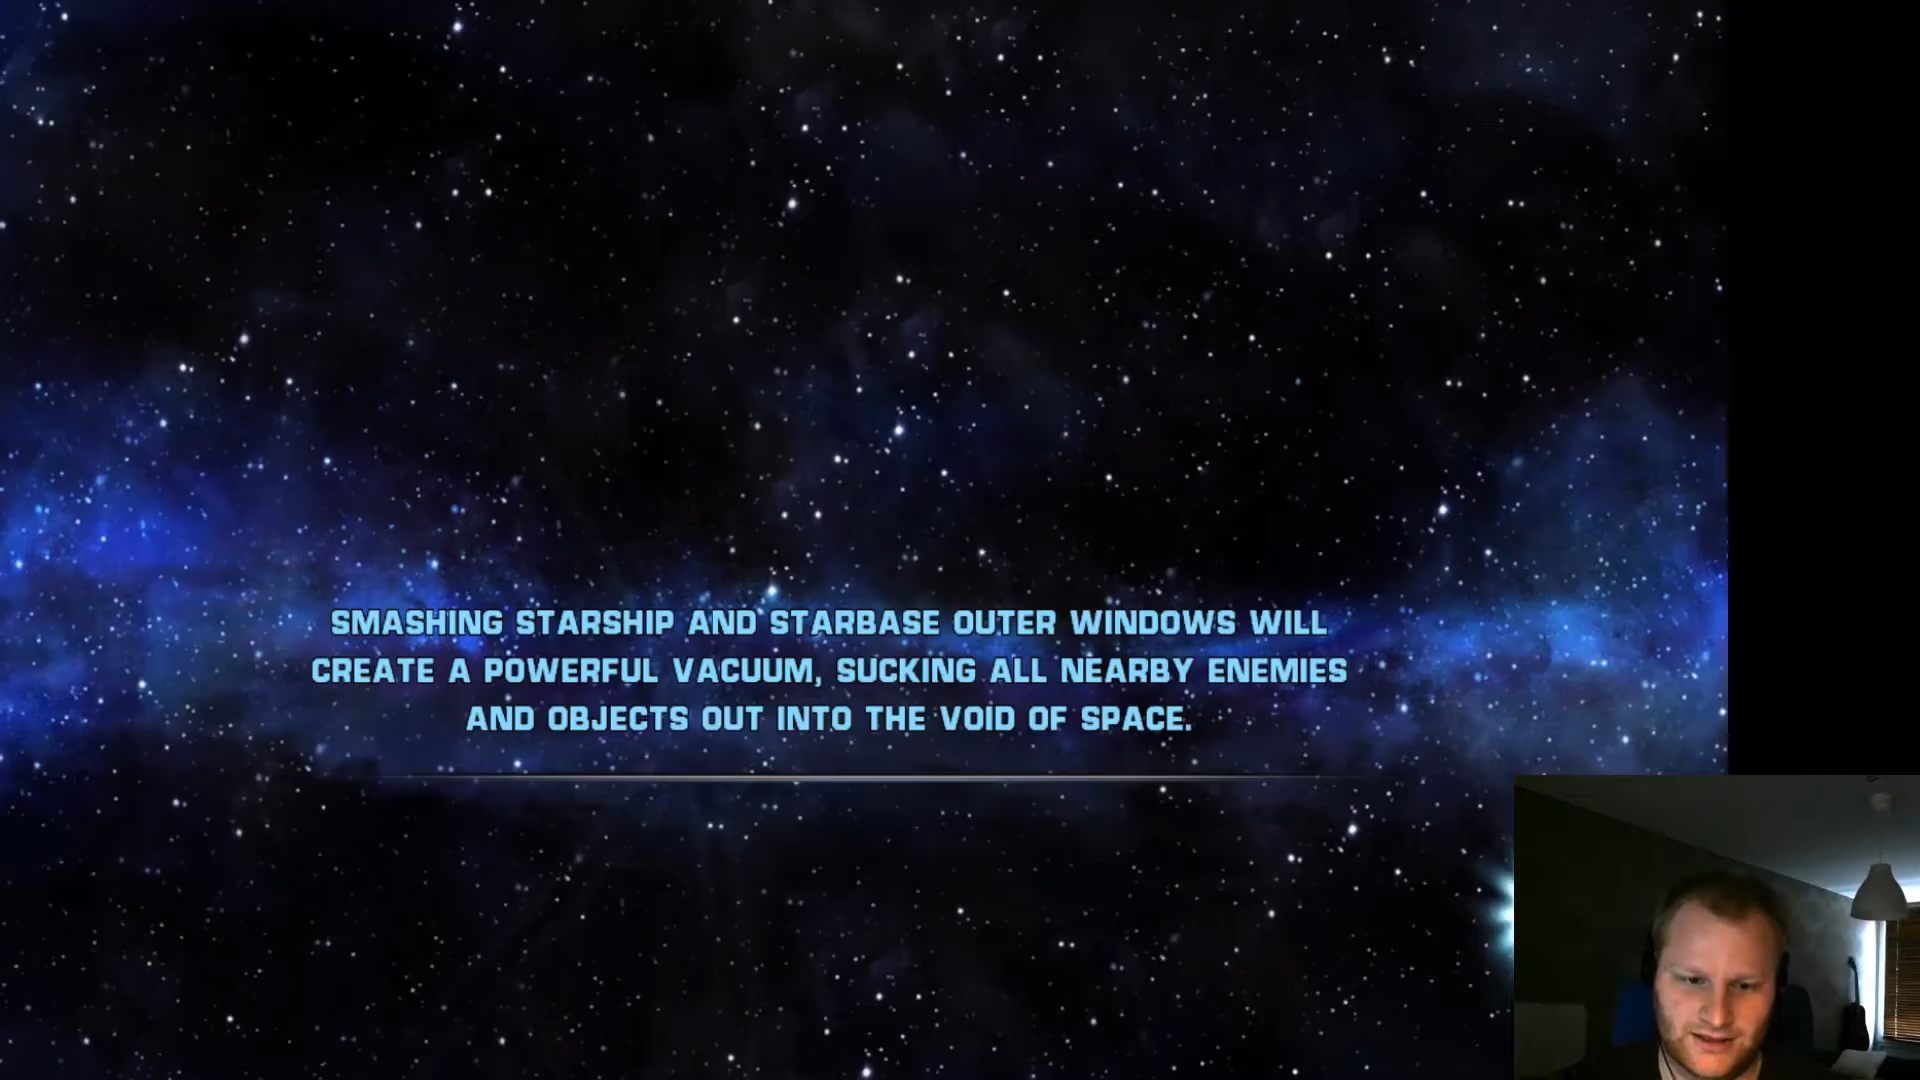 SMASHING STARSHIP AND STARBASE OUTER WINDOWS WILL
CREATE A POWERFUL VACUUM, SUCKING ALL NEARBY ENEMIES
AND OBJECTS OUT INTO THE VOID OF SPACE.